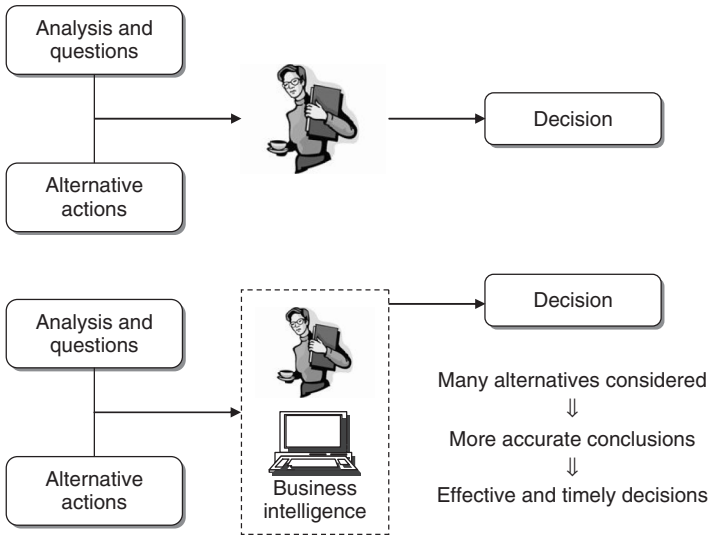 Analysis and
questions
Alternative
actions
Decision
Analysis and
questions
Alternative
actions
Business
intelligence
Decision
Many alternatives considered
⇓
More accurate conclusions
⇓
Effective and timely decisions